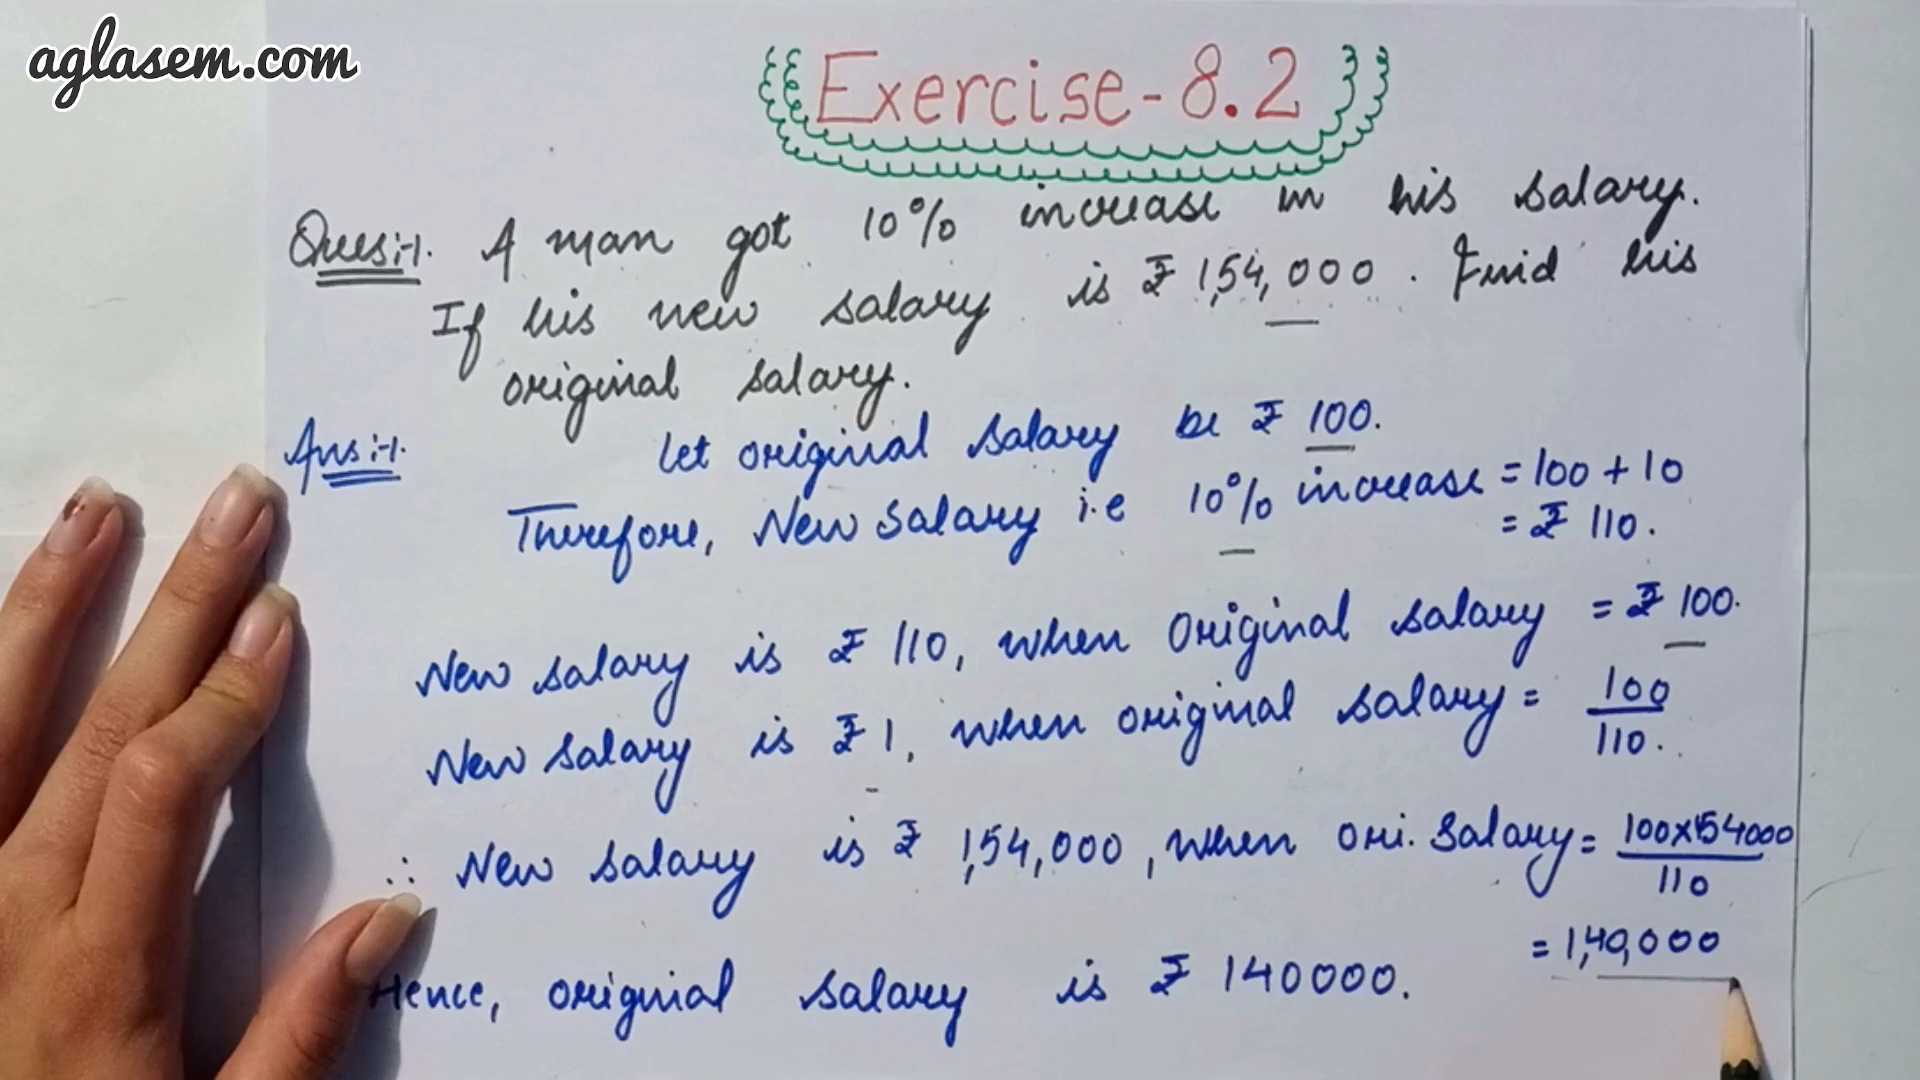 aglasem.com
Exercise-8.2
Ques:-1. A man got 10% increase in his salary.
If his new salary is ₹ 1,54,000. Find his
original salary.
Ans:-1. Let original salary be ₹ 100.
Therefore, New Salary i.e 10% increase = 100 + 10
= ₹ 110.
New salary is ₹ 110, when Original salary = ₹ 100.
New salary is ₹ 1, when original salary = 100/110.
∴ New salary is ₹ 1,54,000, when ori. Salary = 100×154000/110
= 1,40,000
Hence, original salary is ₹ 140000.